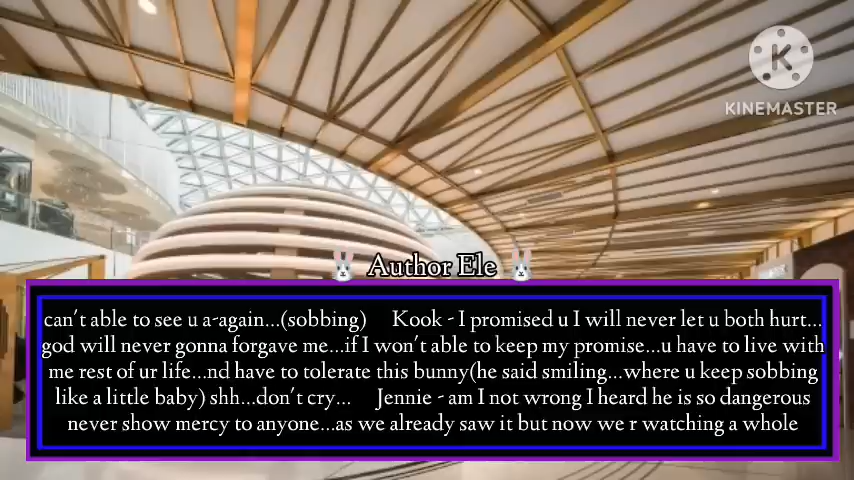 KINEMASTER
Author Ele
can't able to see u a-again...(sobbing) Kook - I promised u I will never let u both hurt...
god will never gonna forgave me...if I won't able to keep my promise...u have to live with
me rest of ur life...nd have to tolerate this bunny(he said smiling...where u keep sobbing
like a little baby) shh...don't cry... Jennie - am I not wrong I heard he is so dangerous
never show mercy to anyone...as we already saw it but now we r watching a whole